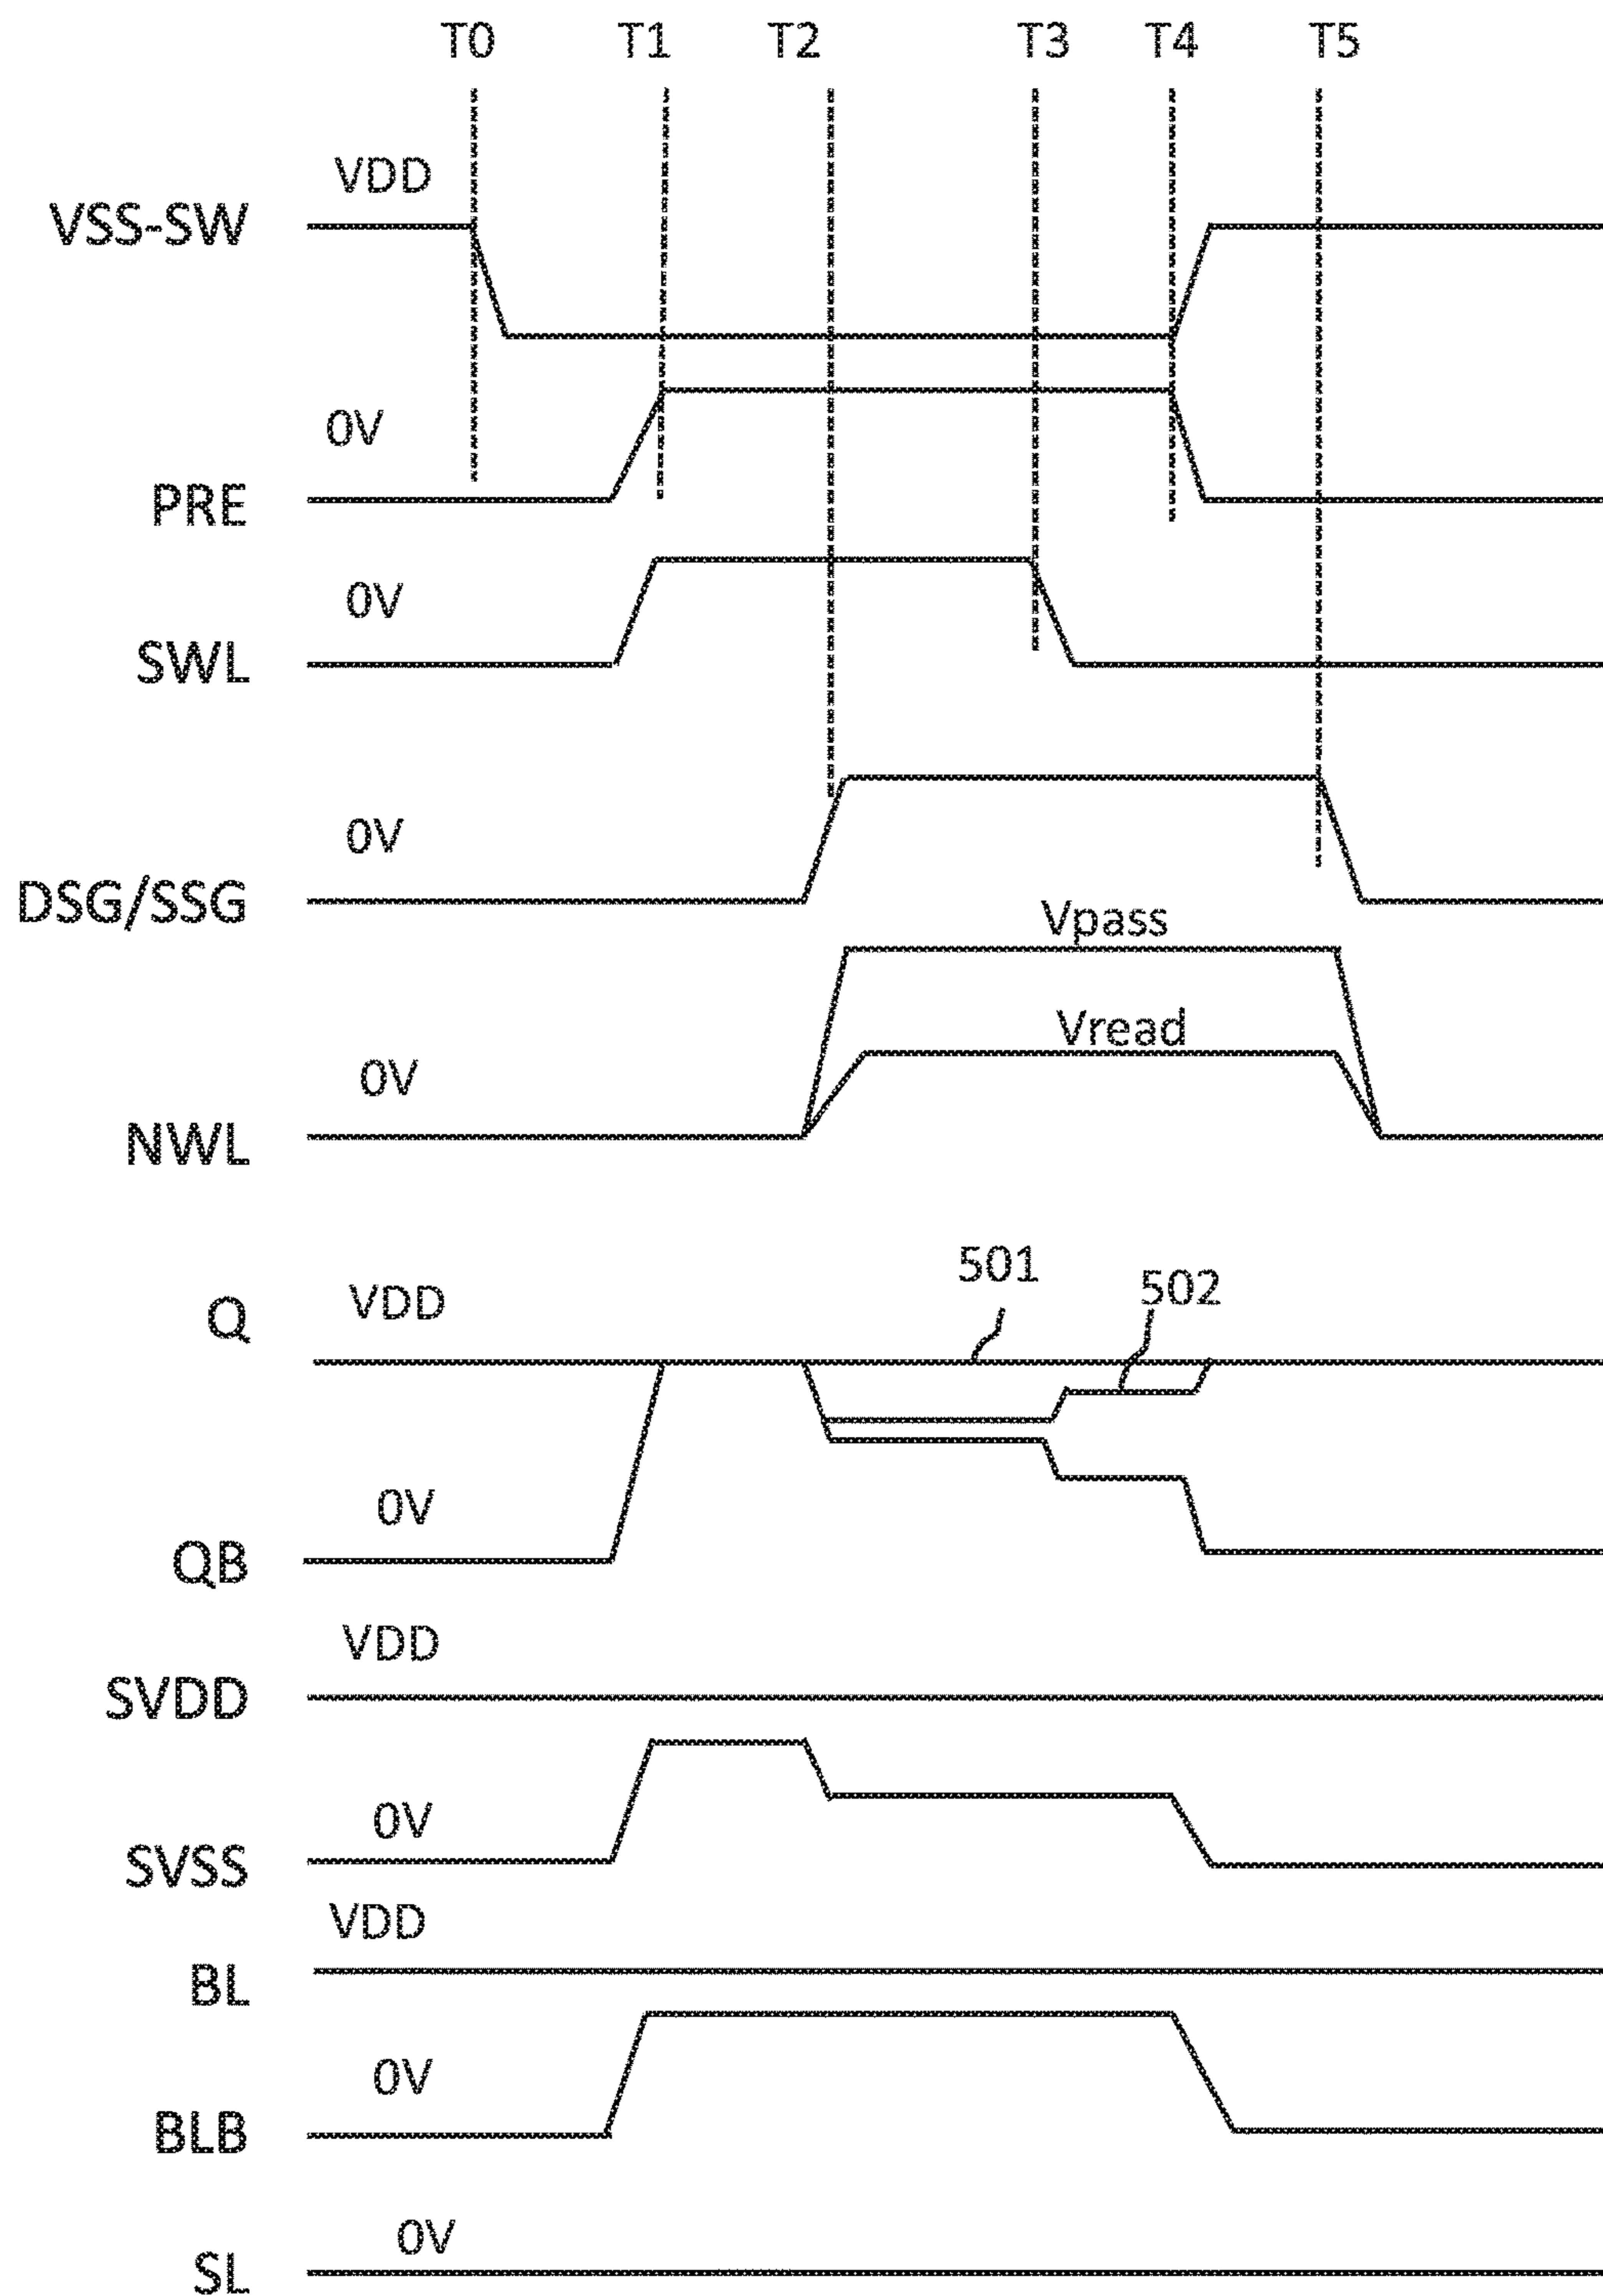 T0 T1 T2 T3 T4 T5
VDD
VSS-SW
0V
PRE
0V
SWL
0V
DSG/SSG
Vpass
Vread
0V
NWL
501
502
VDD
Q
0V
QB
VDD
SVDD
0V
SVSS
VDD
BL
0V
BLB
0V
SL